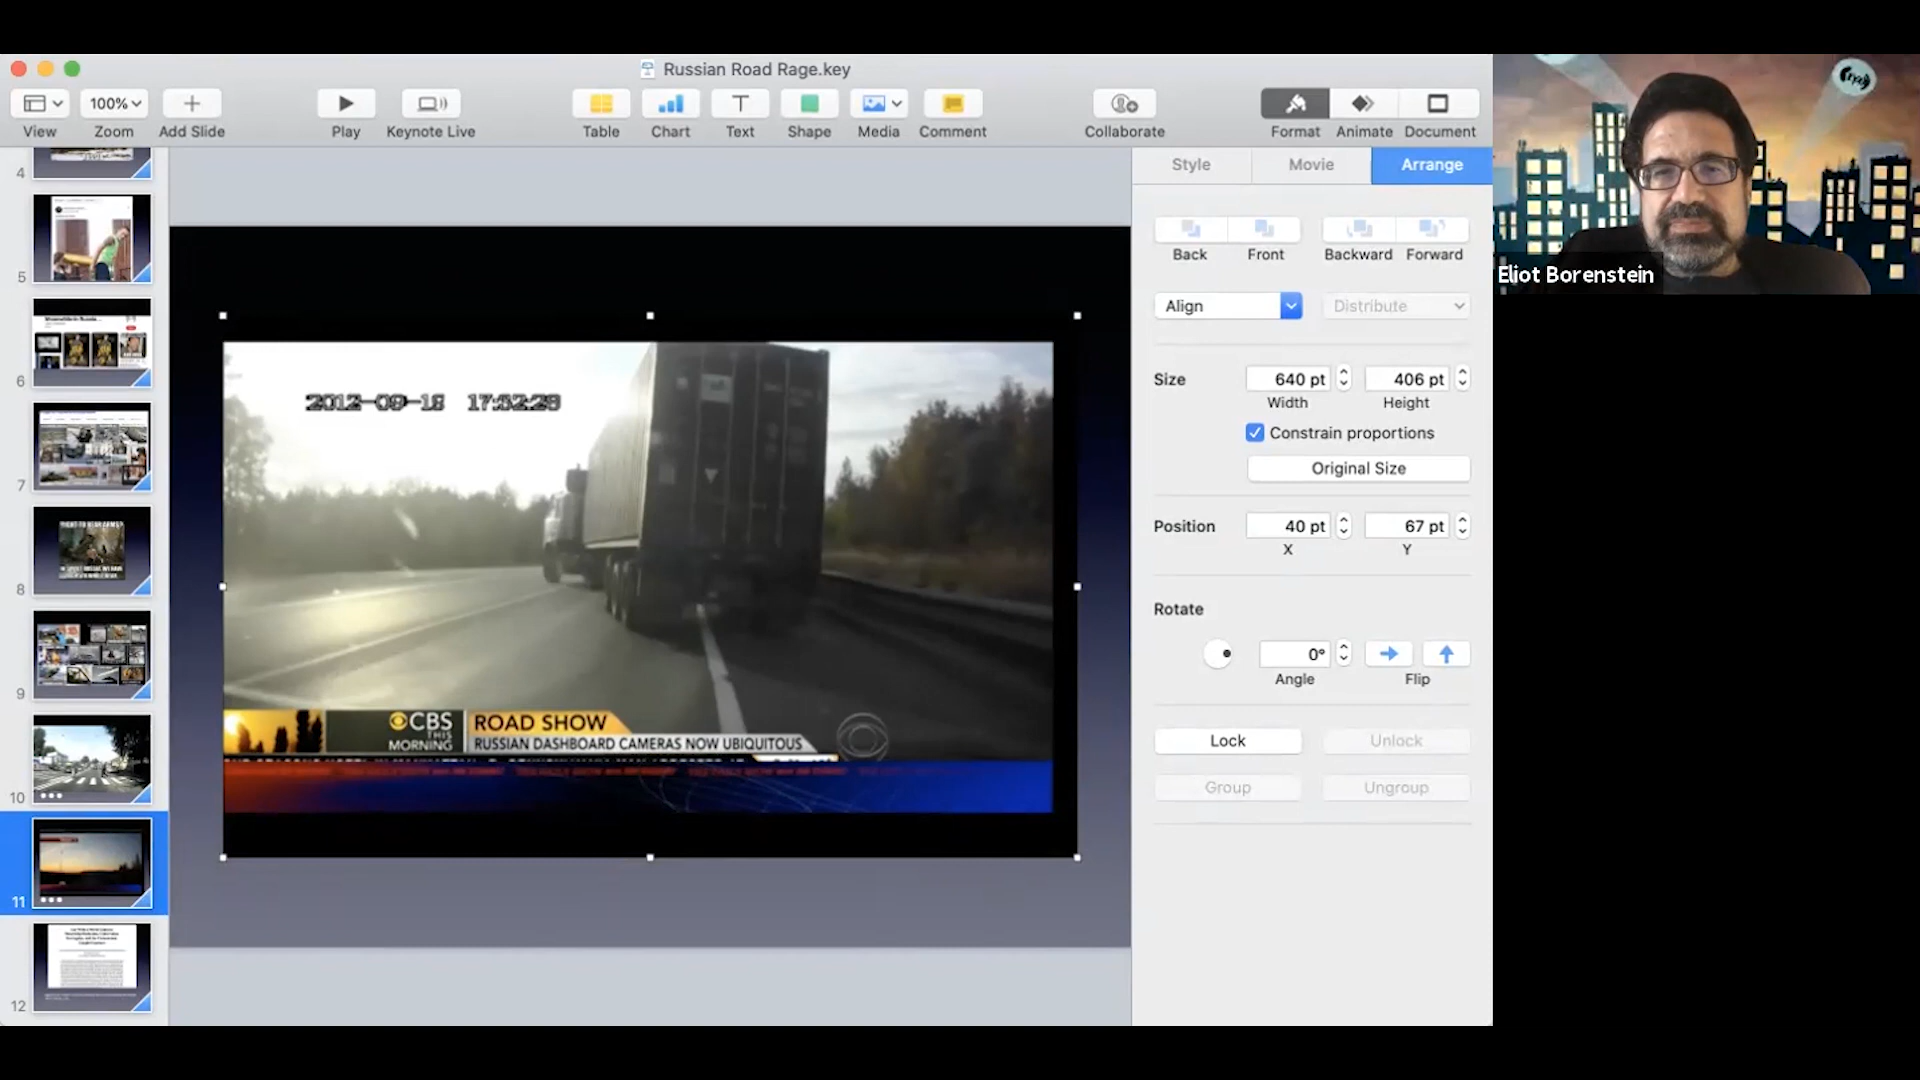 Russian Road Rage.key
100%
View
Zoom
Add Slide
Play
Keynote Live
Table
Chart
Text
Shape
Media
Comment
Collaborate
Format
Animate
Document
Style
Movie
Arrange
4
5
6
7
8
9
10
11
12
2012-09-18 17:52:28
CBS
THIS
MORNING
ROAD SHOW
RUSSIAN DASHBOARD CAMERAS NOW UBIQUITOUS
Back
Front
Backward
Forward
Align
Distribute
Size
640 pt
406 pt
Width
Height
Constrain proportions
Original Size
Position
40 pt
67 pt
X
Y
Rotate
0°
Angle
Flip
Lock
Unlock
Group
Ungroup
Eliot Borenstein